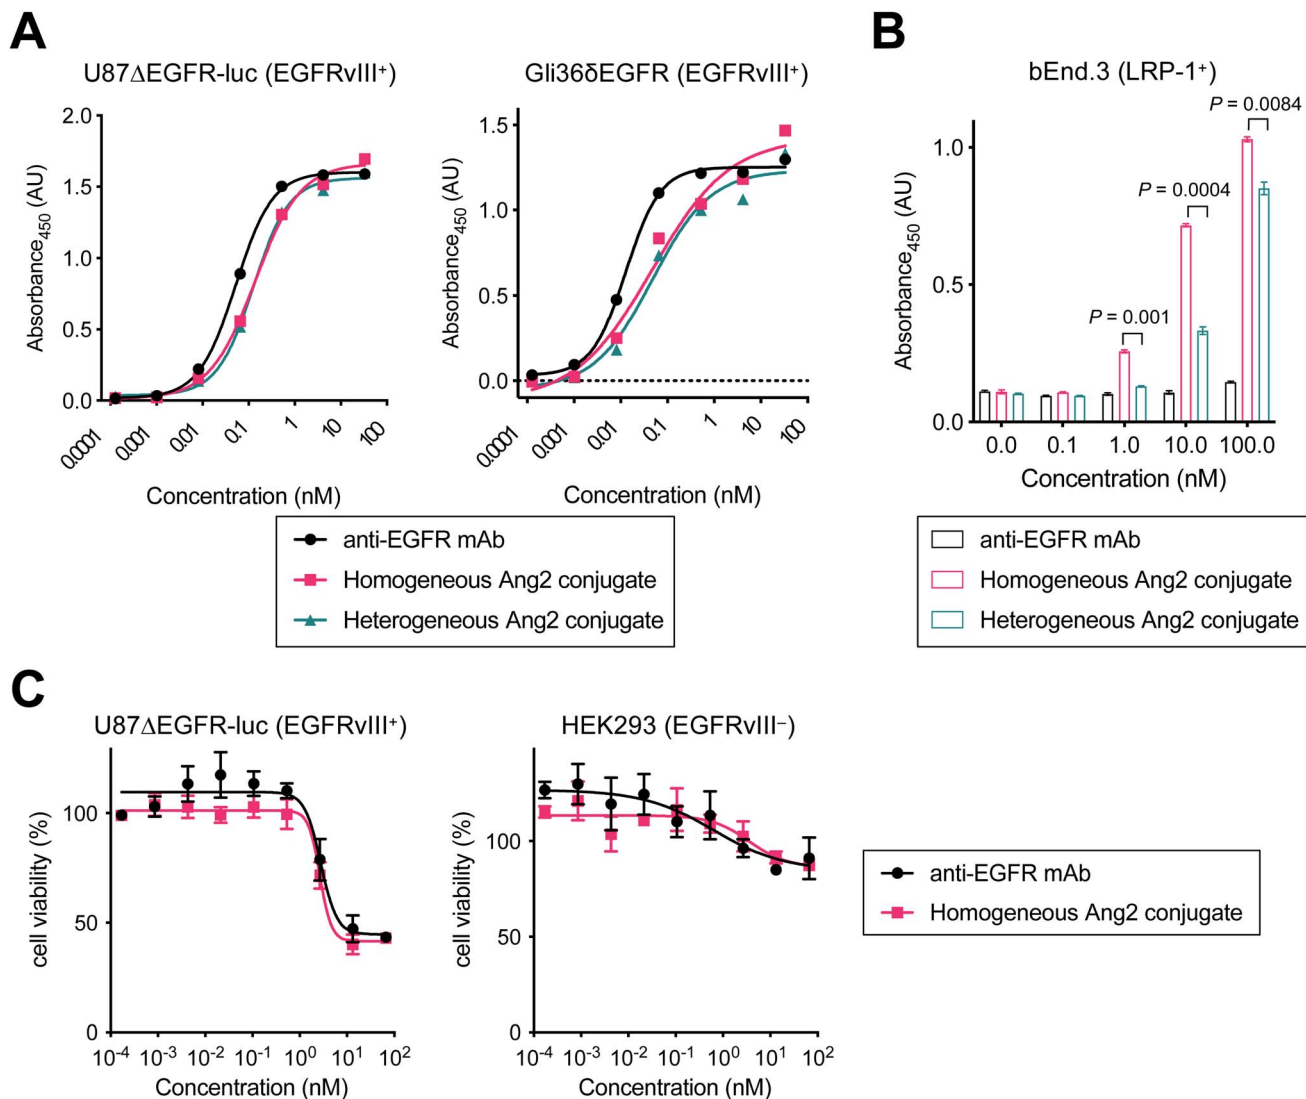 A
U87ΔEGFR-luc (EGFRvIII⁺)
Absorbance₄₅₀ (AU)
2.0
1.5
1.0
0.5
0.0
0.0001 0.0001 0.01 0.1 1 10 100
Concentration (nM)
Gli36δEGFR (EGFRvIII⁺)
Absorbance₄₅₀ (AU)
1.5
1.0
0.5
0.0
0.0001 0.0001 0.01 0.1 1 10 100
Concentration (nM)
anti-EGFR mAb
Homogeneous Ang2 conjugate
Heterogeneous Ang2 conjugate
B
bEnd.3 (LRP-1⁺)
P = 0.0084
P = 0.0004
P = 0.001
Absorbance₄₅₀ (AU)
1.0
0.5
0.0
0.0 0.1 1.0 10.0 100.0
Concentration (nM)
anti-EGFR mAb
Homogeneous Ang2 conjugate
Heterogeneous Ang2 conjugate
C
U87ΔEGFR-luc (EGFRvIII⁺)
cell viability (%)
100
50
0
10⁻⁴ 10⁻³ 10⁻² 10⁻¹ 10⁰ 10¹ 10²
Concentration (nM)
HEK293 (EGFRvIII⁻)
cell viability (%)
100
50
0
10⁻⁴ 10⁻³ 10⁻² 10⁻¹ 10⁰ 10¹ 10²
Concentration (nM)
anti-EGFR mAb
Homogeneous Ang2 conjugate